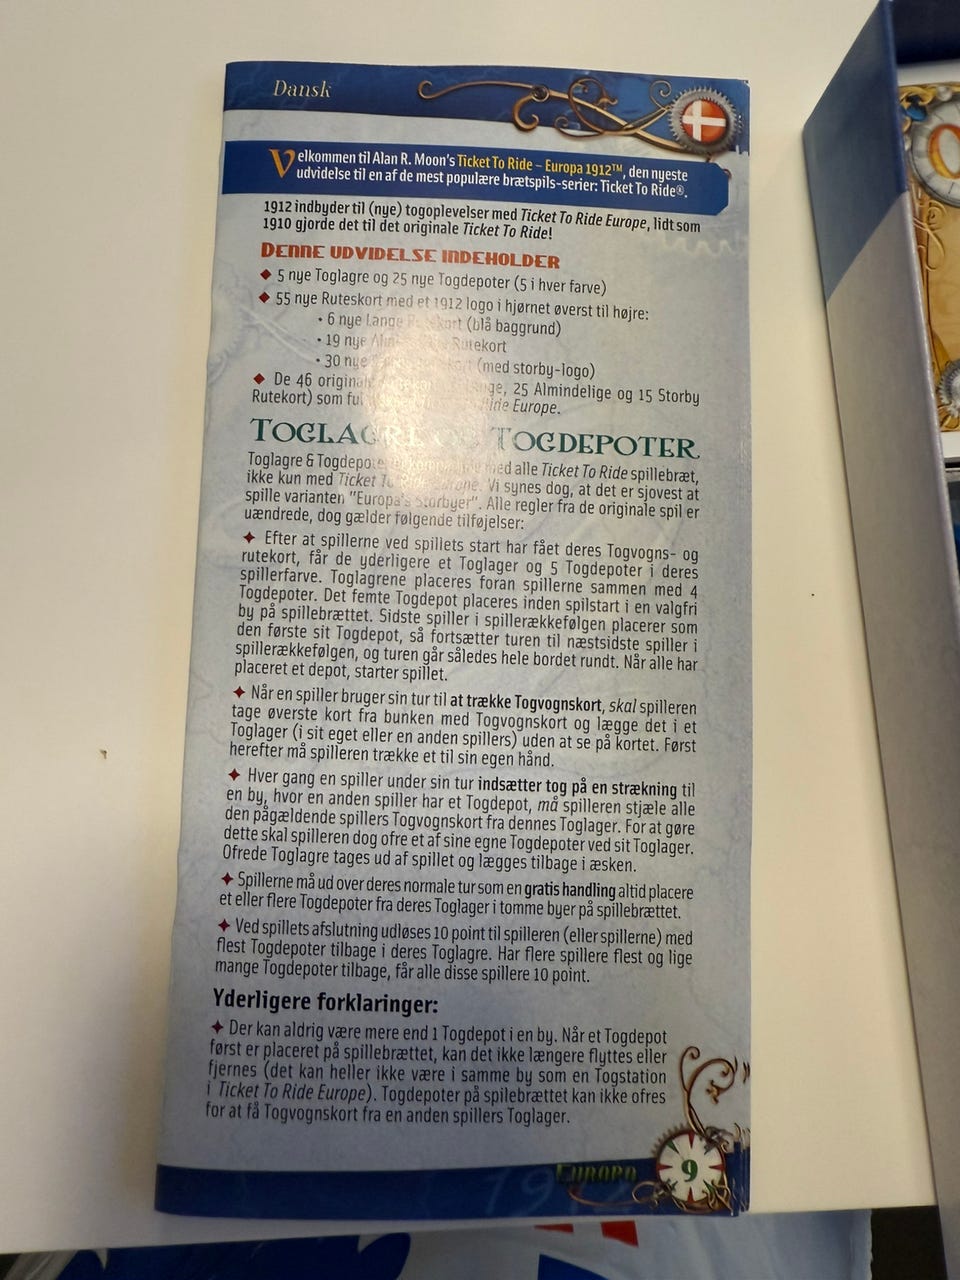 Dansk
Velkommen til Alan R. Moon's Ticket To Ride – Europa 1912™, den nyeste
udvidelse til en af de mest populære brætspils-serier: Ticket To Ride®.
1912 indbyder til (nye) togoplevelser med Ticket To Ride Europe, lidt som
1910 gjorde det til det originale Ticket To Ride!
DENNE UDVIDELSE INDEHOLDER
5 nye Toglagre og 25 nye Togdepoter (5 i hver farve)
55 nye Ruteskort med et 1912 logo i hjørnet øverst til højre:
• 6 nye Lange Rutekort (blå baggrund)
• 19 nye Rutekort
• 30 nye (med storby-logo)
De 46 original 25 Almindelige og 15 Storby
Rutekort) som Ride Europe.
TOGLAGRE OG TOGDEPOTER
Toglagre & Togdepoter er kompatible med alle Ticket To Ride spillebræt,
ikke kun med Ticket To Ride Europe. Vi synes dog, at det er sjovest at
spille varianten "Europa's Storbyer". Alle regler fra de originale spil er
uændrede, dog gælder følgende tilføjelser:
Efter at spillerne ved spillets start har fået deres Togvogns- og
rutekort, får de yderligere et Toglager og 5 Togdepoter i deres
spillerfarve. Toglagrene placeres foran spillerne sammen med 4
Togdepoter. Det femte Togdepot placeres inden spilstart i en valgfri
by på spillebrættet. Sidste spiller i spillerækkefølgen placerer som
den første sit Togdepot, så fortsætter turen til næstsidste spiller i
spillerækkefølgen, og turen går således hele bordet rundt. Når alle har
placeret et depot, starter spillet.
Når en spiller bruger sin tur til at trække Togvognskort, skal spilleren
tage øverste kort fra bunken med Togvognskort og lægge det i et
Toglager (i sit eget eller en anden spillers) uden at se på kortet. Først
herefter må spilleren trække et til sin egen hånd.
Hver gang en spiller under sin tur indsætter tog på en strækning til
en by, hvor en anden spiller har et Togdepot, må spilleren stjæle alle
den pågældende spillers Togvognskort fra dennes Toglager. For at gøre
dette skal spilleren dog ofre et af sine egne Togdepoter ved sit Toglager.
Ofrede Toglagre tages ud af spillet og lægges tilbage i æsken.
Spillerne må ud over deres normale tur som en gratis handling altid placere
et eller flere Togdepoter fra deres Toglager i tomme byer på spillebrættet.
Ved spillets afslutning udløses 10 point til spilleren (eller spillerne) med
flest Togdepoter tilbage i deres Toglagre. Har flere spillere flest og lige
mange Togdepoter tilbage, får alle disse spillere 10 point.
Yderligere forklaringer:
Der kan aldrig være mere end 1 Togdepot i en by. Når et Togdepot
først er placeret på spillebrættet, kan det ikke længere flyttes eller
fjernes (det kan heller ikke være i samme by som en Togstation
i Ticket To Ride Europe). Togdepoter på spilebrættet kan ikke ofres
for at få Togvognskort fra en anden spillers Toglager.
EUROPA
9